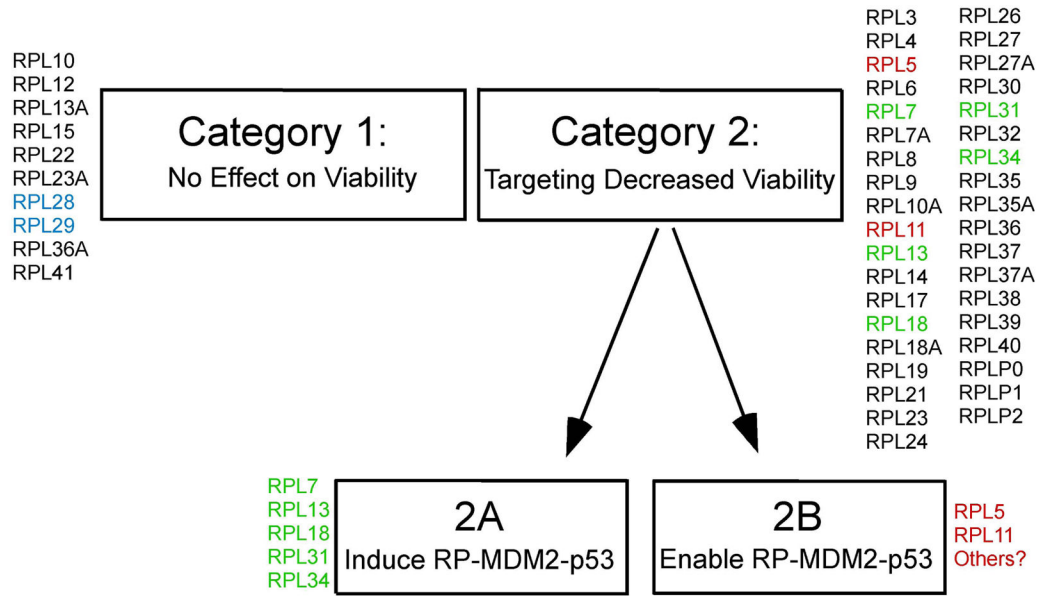 RPL10
RPL12
RPL13A
RPL15
RPL22
RPL23A
RPL28
RPL29
RPL36A
RPL41
Category 1:
No Effect on Viability
Category 2:
Targeting Decreased Viability
RPL3
RPL4
RPL5
RPL6
RPL7
RPL7A
RPL8
RPL9
RPL10A
RPL11
RPL13
RPL14
RPL17
RPL18
RPL18A
RPL19
RPL21
RPL23
RPL24
RPL26
RPL27
RPL27A
RPL30
RPL31
RPL32
RPL34
RPL35
RPL35A
RPL36
RPL37
RPL37A
RPL38
RPL39
RPL40
RPLP0
RPLP1
RPLP2
RPL7
RPL13
RPL18
RPL31
RPL34
2A
Induce RP-MDM2-p53
2B
Enable RP-MDM2-p53
RPL5
RPL11
Others?